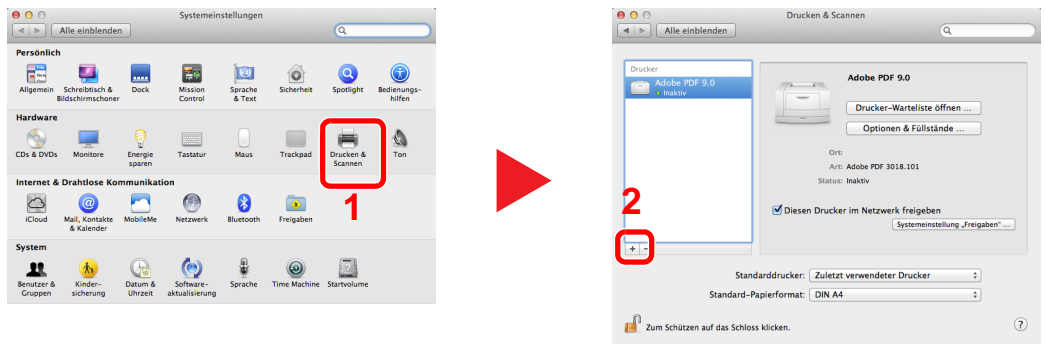 Systemeinstellungen
Alle einblenden
Persönlich
Allgemein
Schreibtisch &
Bildschirmschoner
Dock
Mission
Control
Sprache
& Text
Sicherheit
Spotlight
Bedienungs-
hilfen
Hardware
CDs & DVDs
Monitore
Energie
sparen
Tastatur
Maus
Trackpad
Drucken &
Scannen
Ton
1
Internet & Drahtlose Kommunikation
iCloud
Mail, Kontakte
& Kalender
MobileMe
Netzwerk
Bluetooth
Freigaben
System
Benutzer &
Gruppen
Kinder-
sicherung
Datum &
Uhrzeit
Software-
aktualisierung
Sprache
Time Machine
Startvolume
Drucken & Scannen
Alle einblenden
Drucker
Adobe PDF 9.0
Inaktiv
2
+ −
Adobe PDF 9.0
Drucker-Warteliste öffnen ...
Optionen & Füllstände ...
Ort:
Art: Adobe PDF 3018.101
Status: Inaktiv
Diesen Drucker im Netzwerk freigeben
Systemeinstellung „Freigaben“ ...
Standarddrucker: Zuletzt verwendeter Drucker
Standard-Papierformat: DIN A4
Zum Schützen auf das Schloss klicken.
?